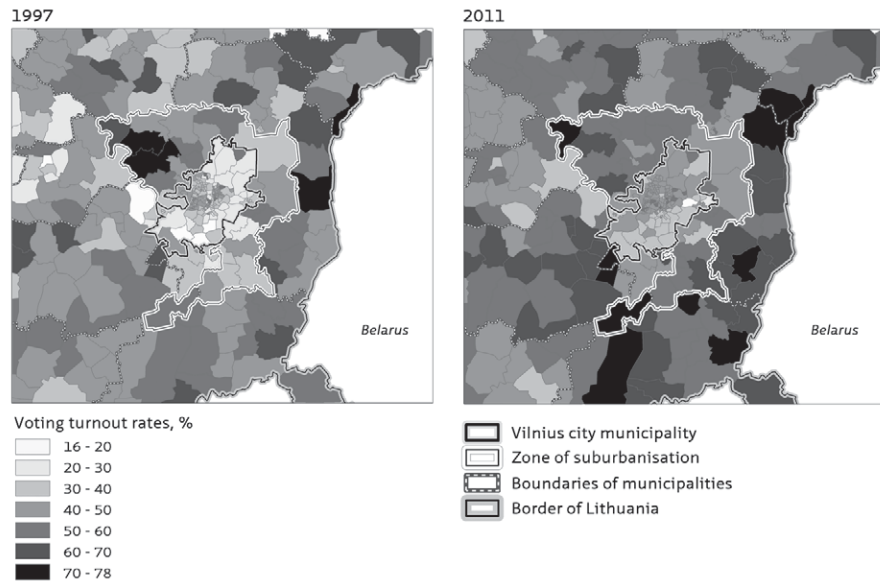 1997
2011
Belarus
Belarus
Voting turnout rates, %
16 - 20
20 - 30
30 - 40
40 - 50
50 - 60
60 - 70
70 - 78
Vilnius city municipality
Zone of suburbanisation
Boundaries of municipalities
Border of Lithuania